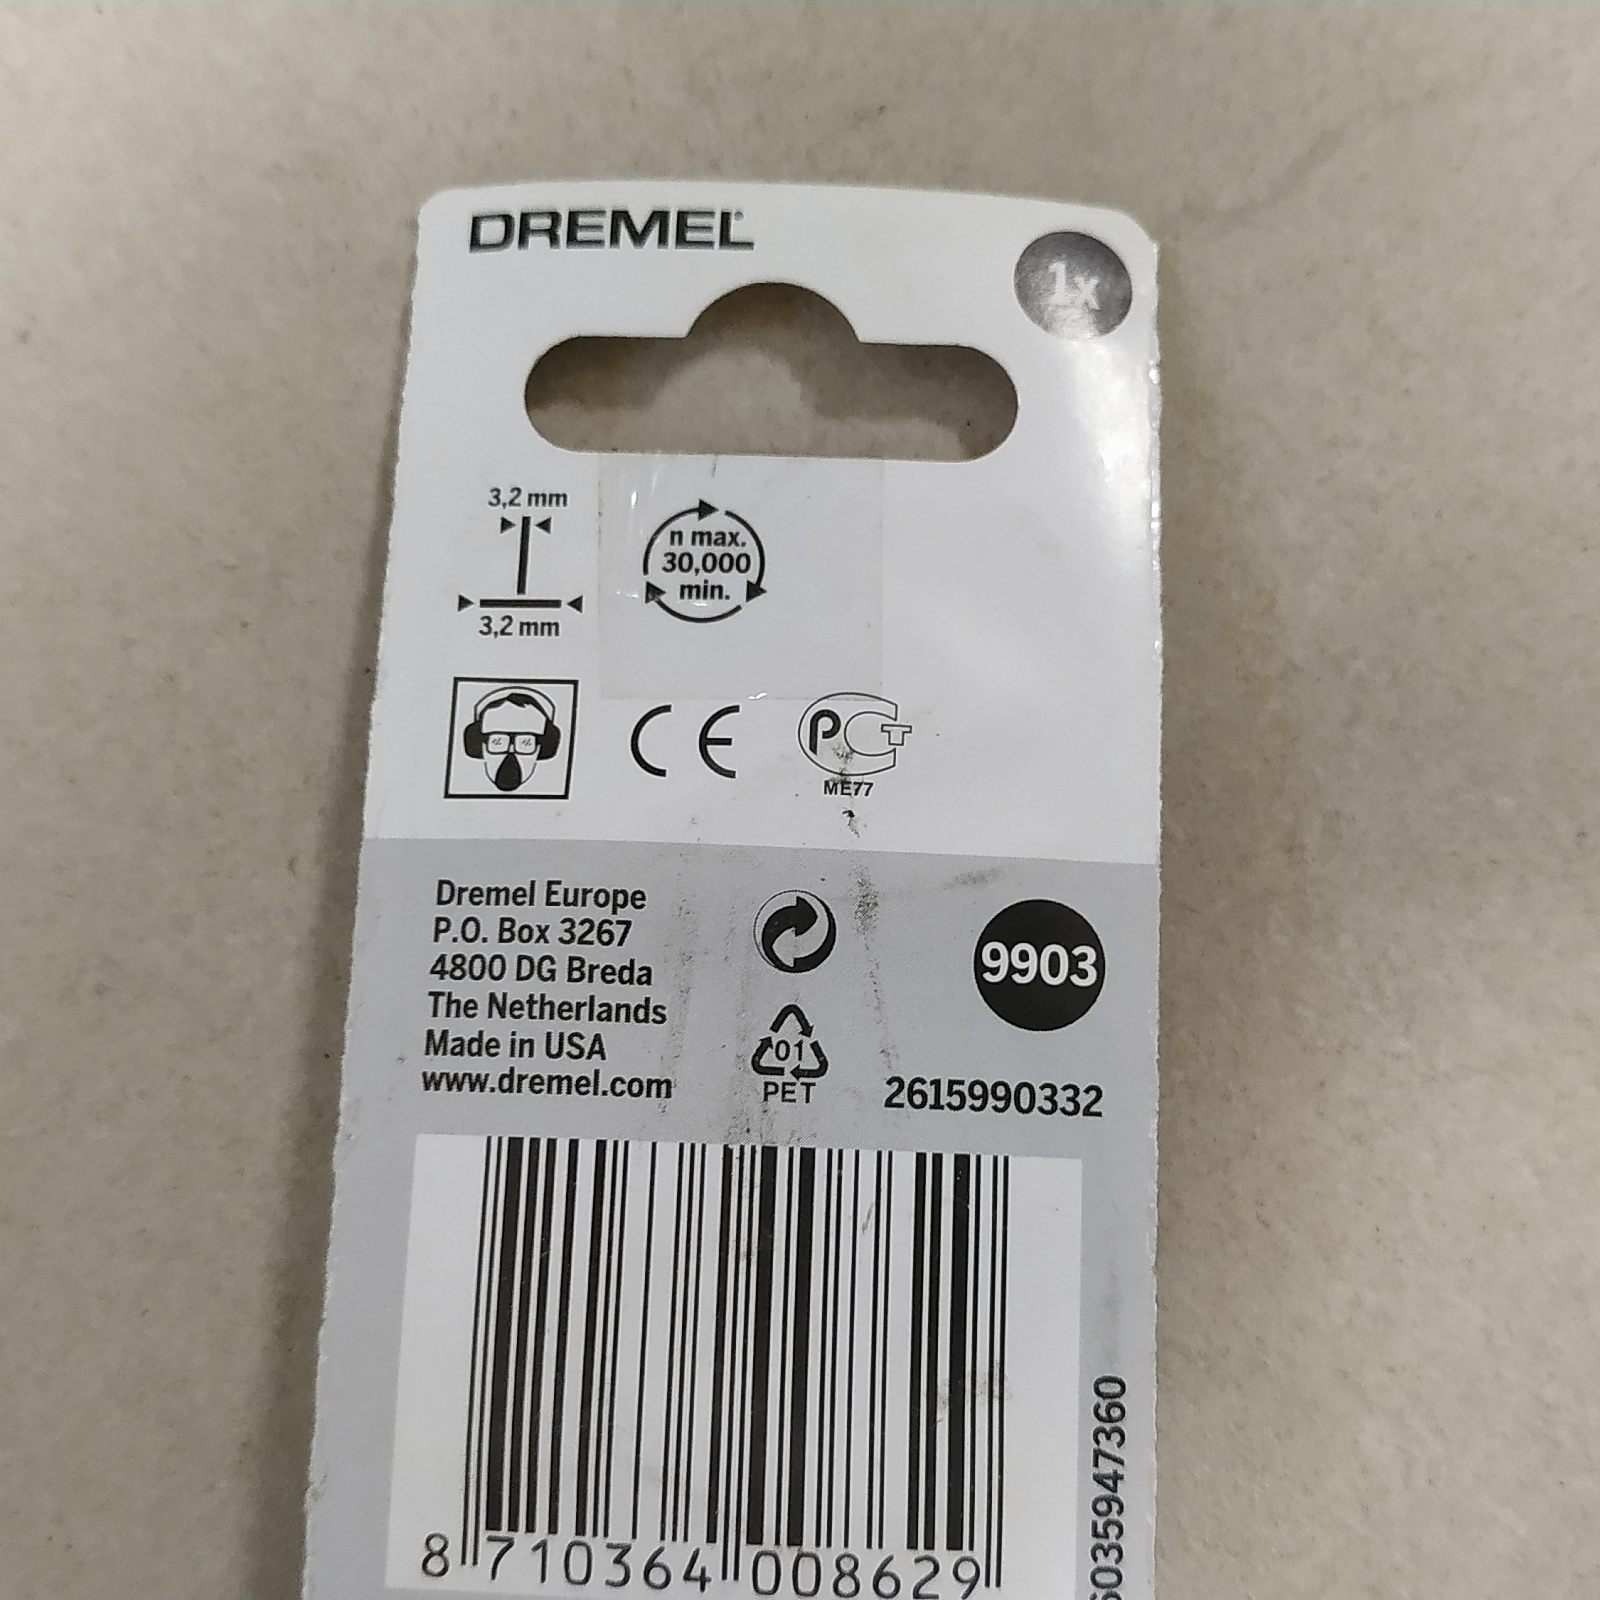 DREMEL®
1x
3,2 mm
3,2 mm
n max.
30,000
min.
CE
PCT
ME77
Dremel Europe
P.O. Box 3267
4800 DG Breda
The Netherlands
Made in USA
www.dremel.com
01
PET
9903
2615990332
8 710364 008629
6035947360